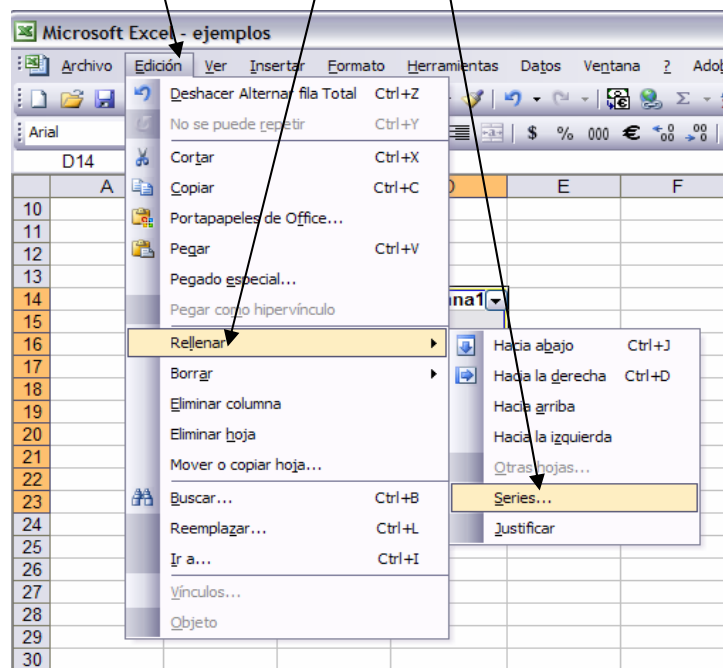 Microsoft Excel - ejemplos
Archivo Edición Ver Insertar Formato Herramientas Datos Ventana ?
Arial $ % 000 €
D14
A E F
Deshacer Alternar fila Total Ctrl+Z
No se puede repetir Ctrl+Y
Cortar Ctrl+X
Copiar Ctrl+C
Portapapeles de Office...
Pegar Ctrl+V
Pegado especial...
Pegar como hipervínculo
Rellenar
Borrar
Eliminar columna
Eliminar hoja
Mover o copiar hoja...
Buscar... Ctrl+B
Reemplazar... Ctrl+L
Ir a... Ctrl+I
Vínculos...
Objeto
Hacia abajo Ctrl+J
Hacia la derecha Ctrl+D
Hacia arriba
Hacia la izquierda
Otras hojas...
Series...
Justificar
10
11
12
13
14 na1
15
16
17
18
19
20
21
22
23
24
25
26
27
28
29
30